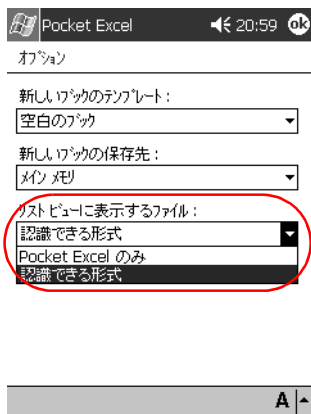 Pocket Excel 20:59 ok
オプション
新しいブックのテンプレート：
空白のブック
新しいブックの保存先：
メイン メモリ
リスト ビューに表示するファイル：
認識できる形式
Pocket Excel のみ
認識できる形式
A